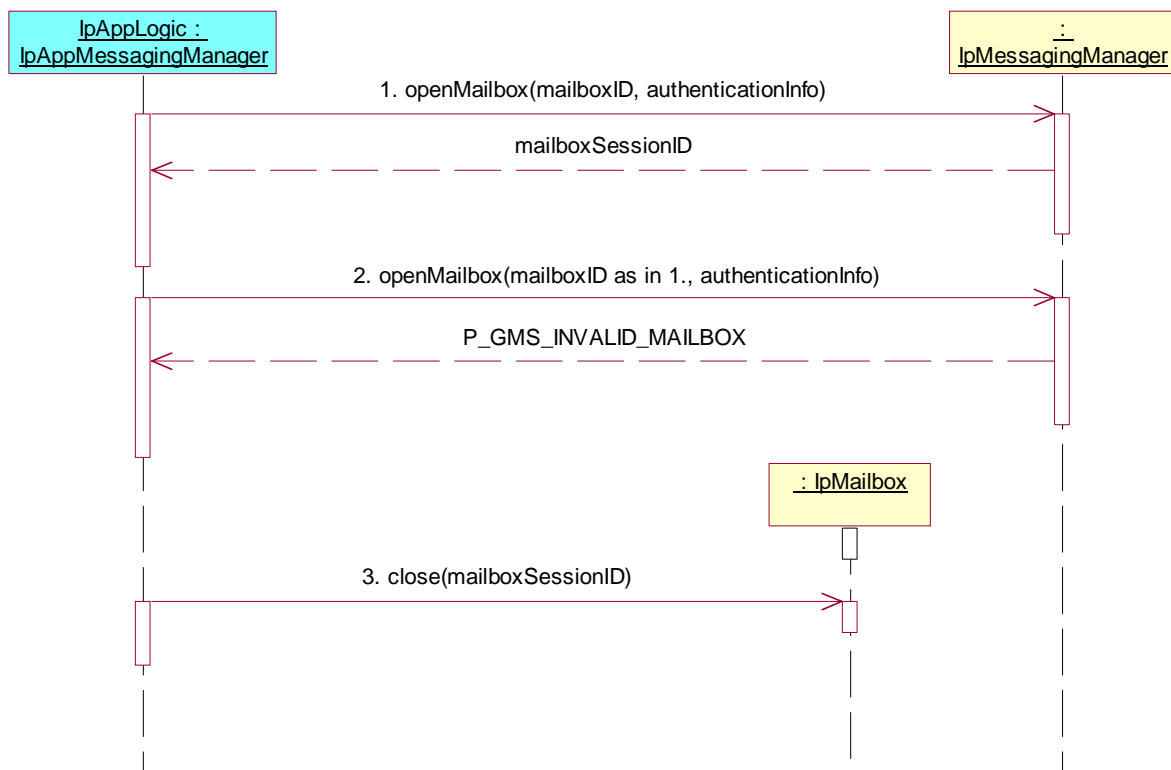 IpAppLogic :
IpAppMessagingManager
:
IpMessagingManager
1. openMailbox(mailboxID, authenticationInfo)
mailboxSessionID
2. openMailbox(mailboxID as in 1., authenticationInfo)
P_GMS_INVALID_MAILBOX
: IpMailbox
3. close(mailboxSessionID)